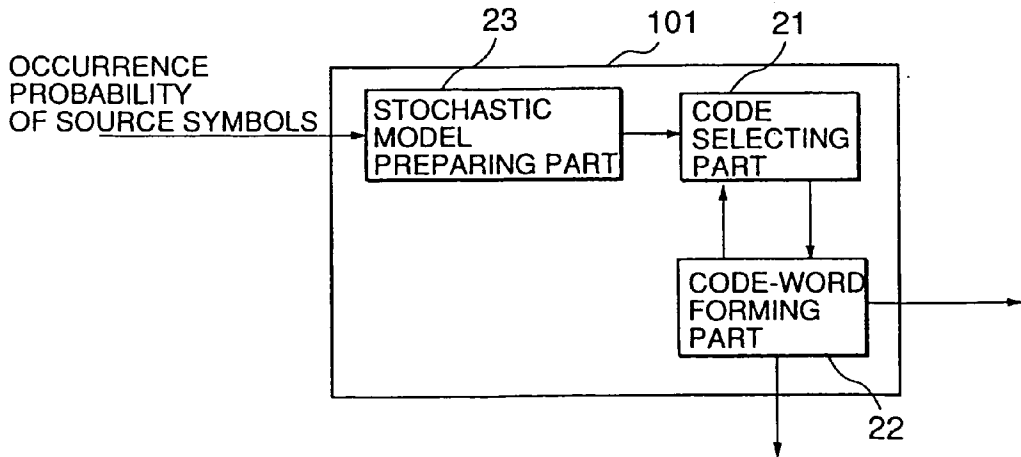 23
101
21
OCCURRENCE
PROBABILITY
OF SOURCE SYMBOLS
STOCHASTIC
MODEL
PREPARING PART
CODE
SELECTING
PART
CODE-WORD
FORMING
PART
22